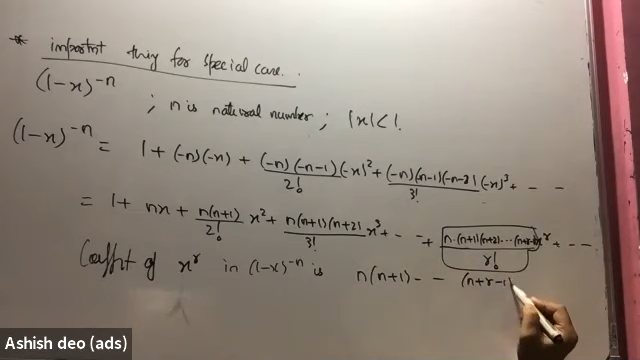 * important thing for special case..
(1-x)^-n ; n is natural number ; |x|<1.
(1-x)^-n = 1 + (-n)(-x) + (-n)(-n-1)(-x)^2/2! + (-n)(-n-1)(-n-2)/3! (-x)^3 + - -
= 1 + nx + n(n+1)/2! x^2 + n(n+1)(n+2)/3! x^3 + - - + n·(n+1)(n+2)...(n+r-1)x^r/r! + - -
Coefft of x^r in (1-x)^-n is n(n+1) - - (n+r-1)
Ashish deo (ads)